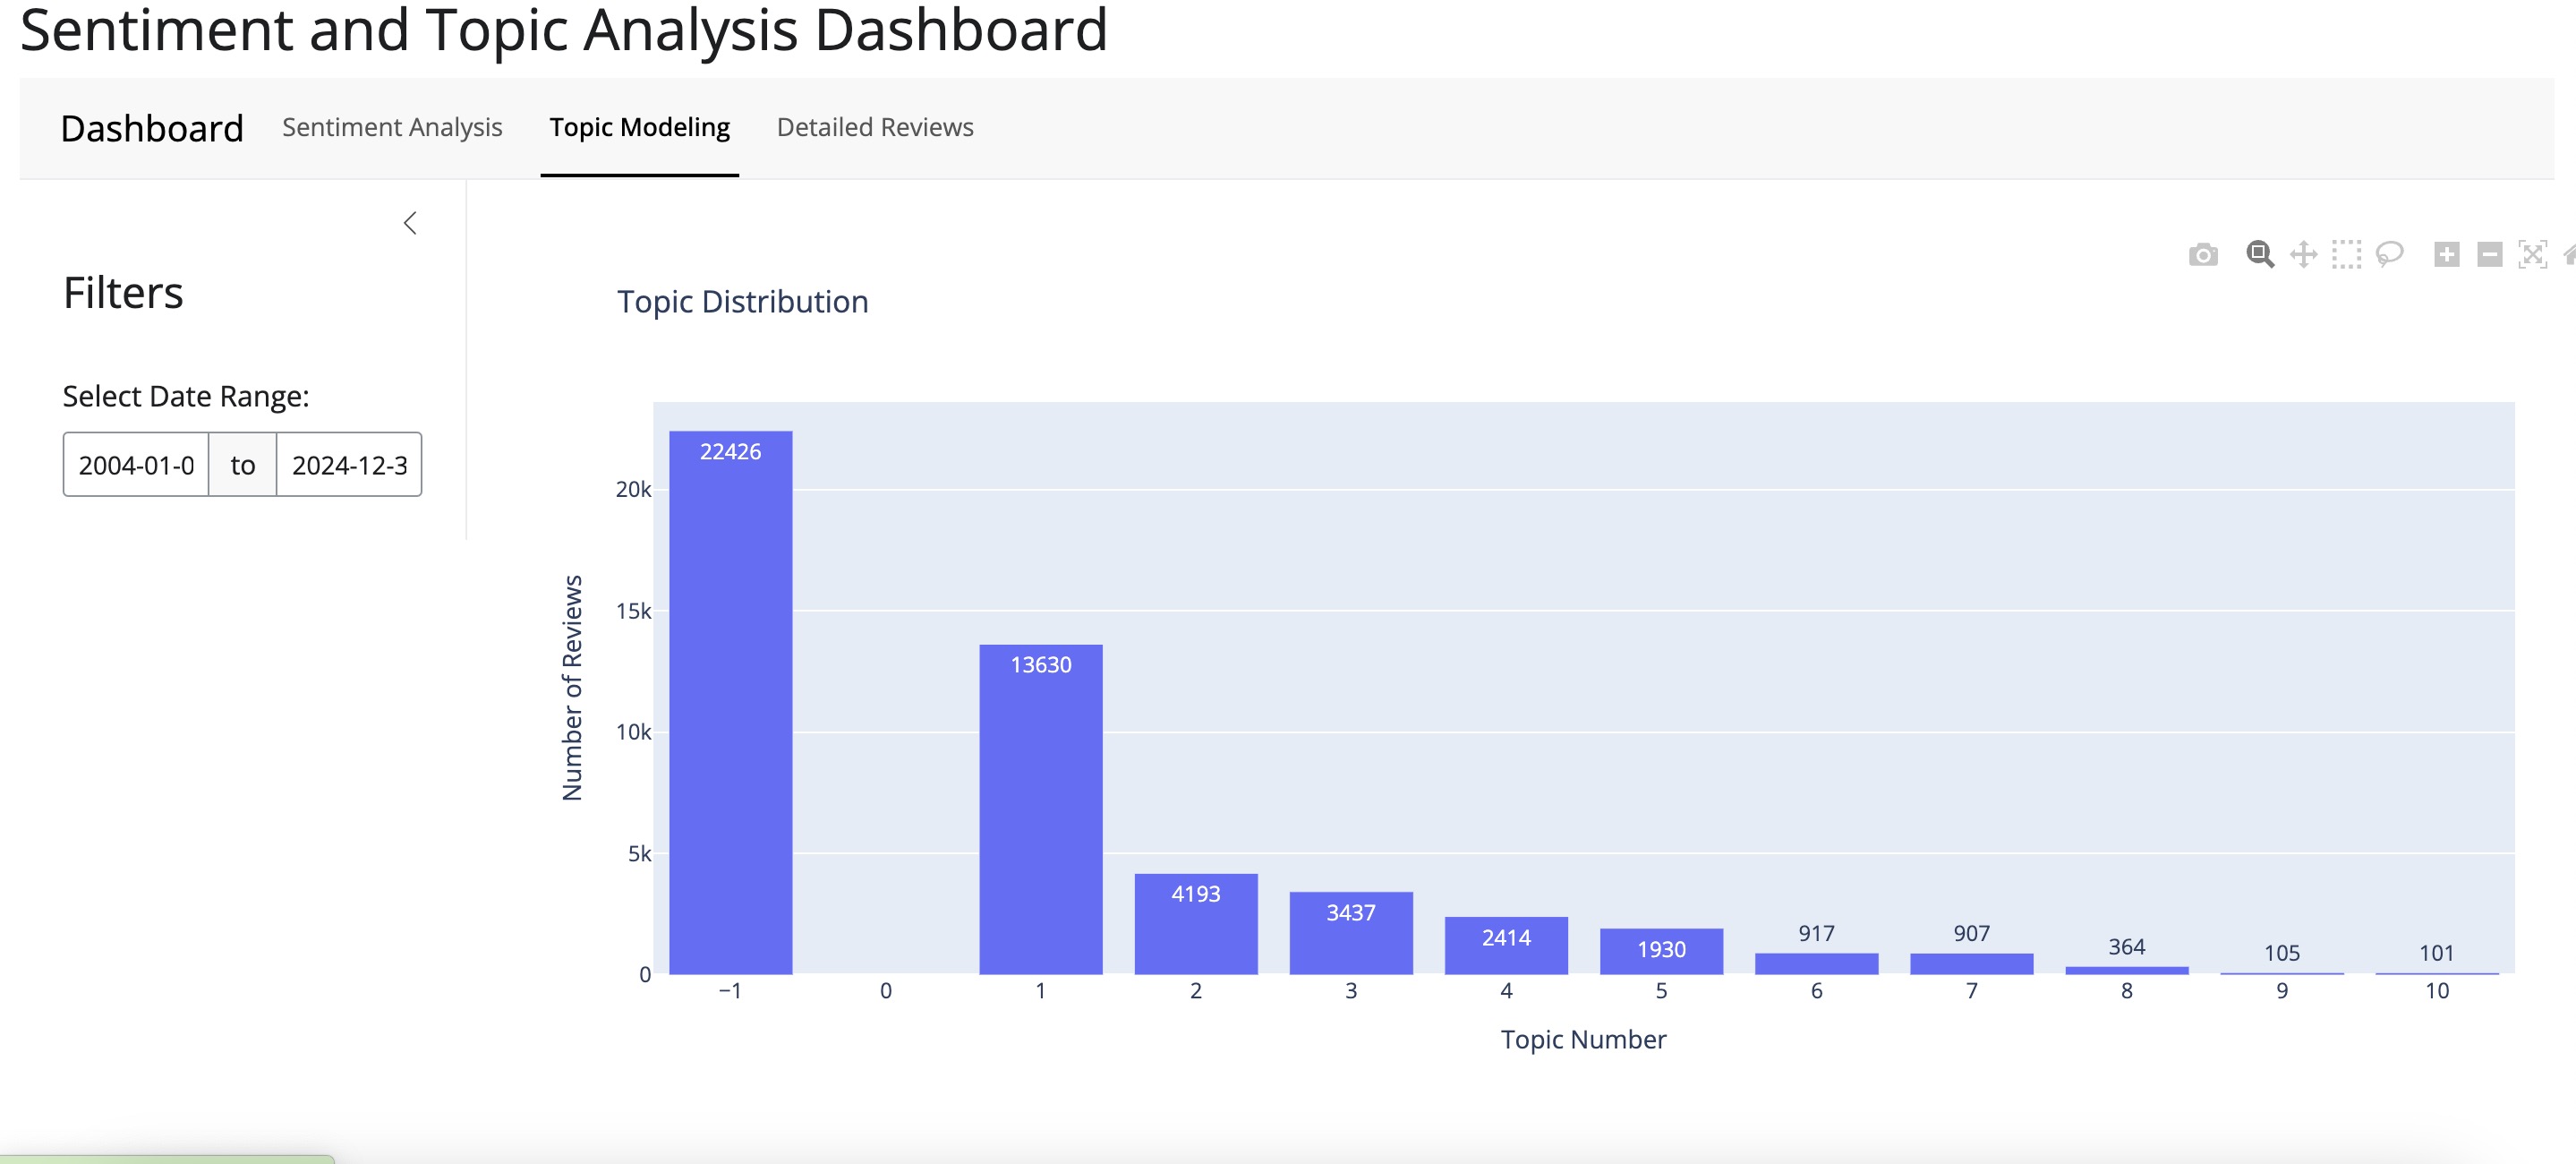 Sentiment and Topic Analysis Dashboard
Dashboard Sentiment Analysis Topic Modeling Detailed Reviews
Filters
Select Date Range:
2004-01-0 to 2024-12-3
Topic Distribution
Number of Reviews
20k
15k
10k
5k
0
22426
13630
4193
3437
2414
1930
917
907
364
105
101
−1 0 1 2 3 4 5 6 7 8 9 10
Topic Number